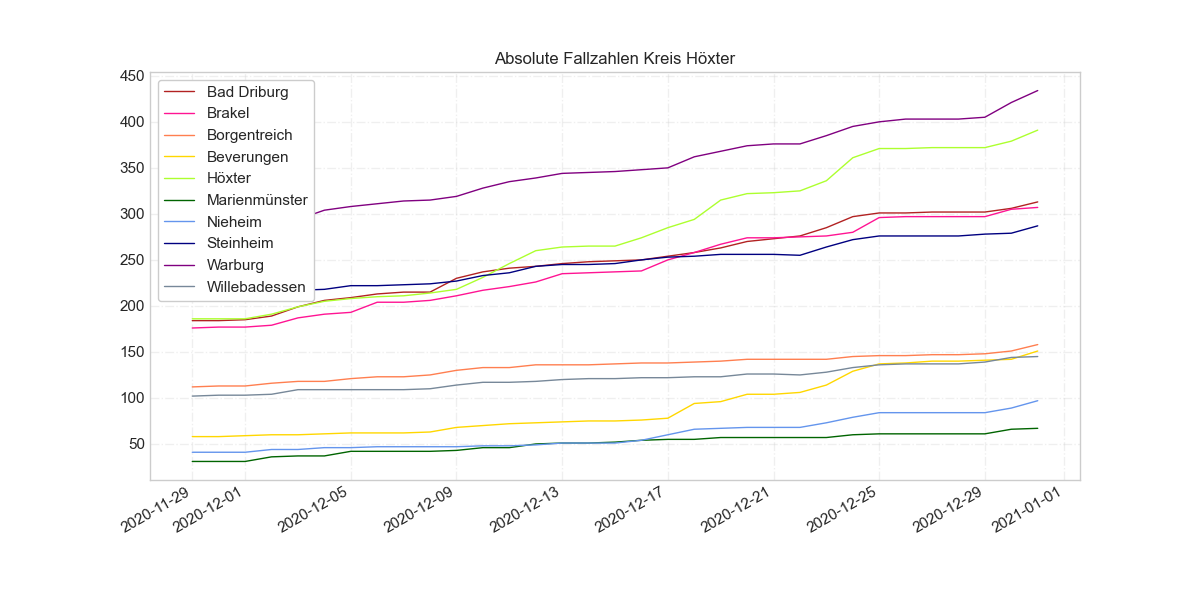 Absolute Fallzahlen Kreis Höxter
450
400
350
300
250
200
150
100
50
Bad Driburg
Brakel
Borgentreich
Beverungen
Höxter
Marienmünster
Nieheim
Steinheim
Warburg
Willebadessen
2020-11-29
2020-12-01
2020-12-05
2020-12-09
2020-12-13
2020-12-17
2020-12-21
2020-12-25
2020-12-29
2021-01-01